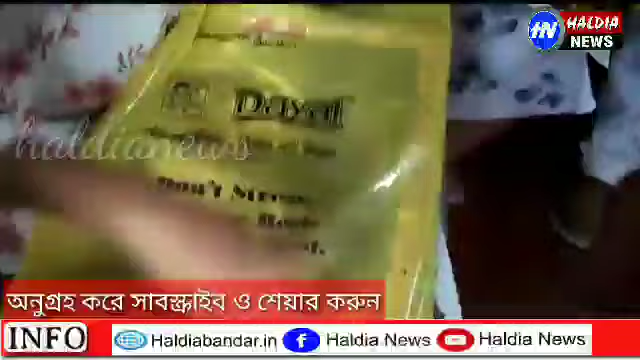 HN HALDIA
NEWS
Dayal
haldianews
Don't Stress
অনুগ্রহ করে সাবস্ক্রাইব ও শেয়ার করুন
INFO Haldiabandar.in f Haldia News Haldia News